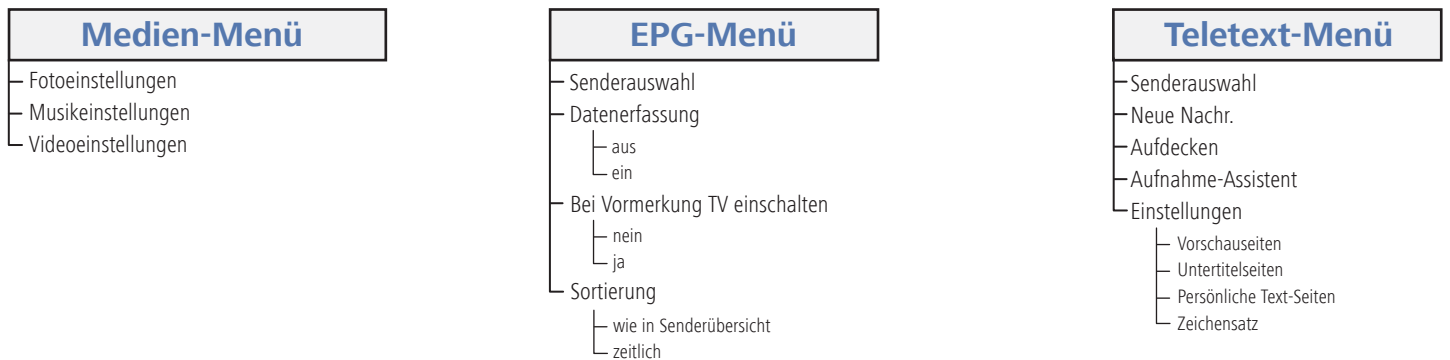 Medien-Menü
Fotoeinstellungen
Musikeinstellungen
Videoeinstellungen
EPG-Menü
Senderauswahl
Datenerfassung
aus
ein
Bei Vormerkung TV einschalten
nein
ja
Sortierung
wie in Senderübersicht
zeitlich
Teletext-Menü
Senderauswahl
Neue Nachr.
Aufdecken
Aufnahme-Assistent
Einstellungen
Vorschauseiten
Untertitelseiten
Persönliche Text-Seiten
Zeichensatz